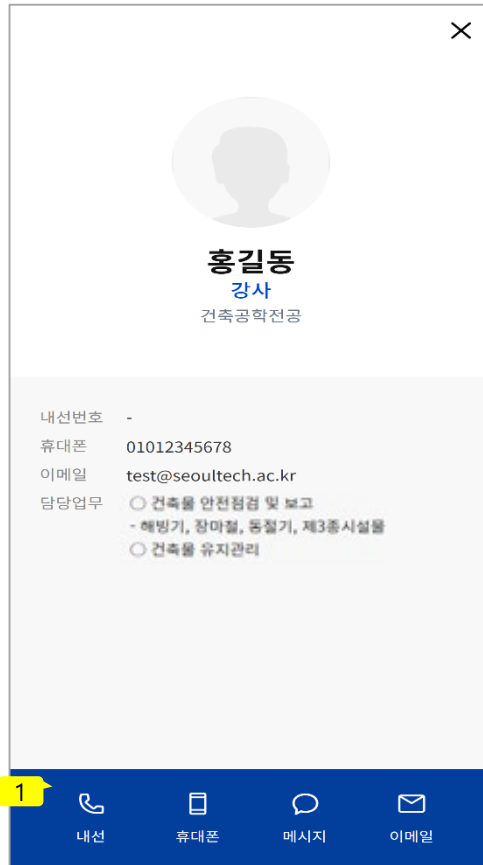 홍길동
강사
건축공학전공
내선번호 -
휴대폰 01012345678
이메일 test@seoultech.ac.kr
담당업무 ○ 건축물 안전점검 및 보고
- 해빙기, 장마철, 동절기, 제3종시설물
○ 건축물 유지관리
1
내선 휴대폰 메시지 이메일